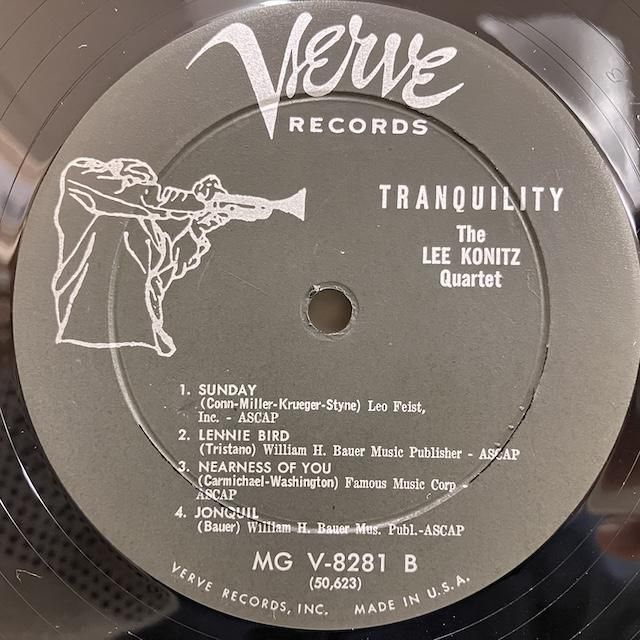 Verve
RECORDS
TRANQUILITY
The
LEE KONITZ
Quartet
1. SUNDAY
(Conn-Miller-Krueger-Styne) Leo Feist,
Inc. - ASCAP
2. LENNIE BIRD
(Tristano) William H. Bauer Music Publisher - ASCAP
3. NEARNESS OF YOU
(Carmichael-Washington) Famous Music Corp -
ASCAP
4. JONQUIL
(Bauer) William H. Bauer Mus. Publ.-ASCAP
MG V-8281 B
(50,623)
VERVE RECORDS, INC. MADE IN U.S.A.